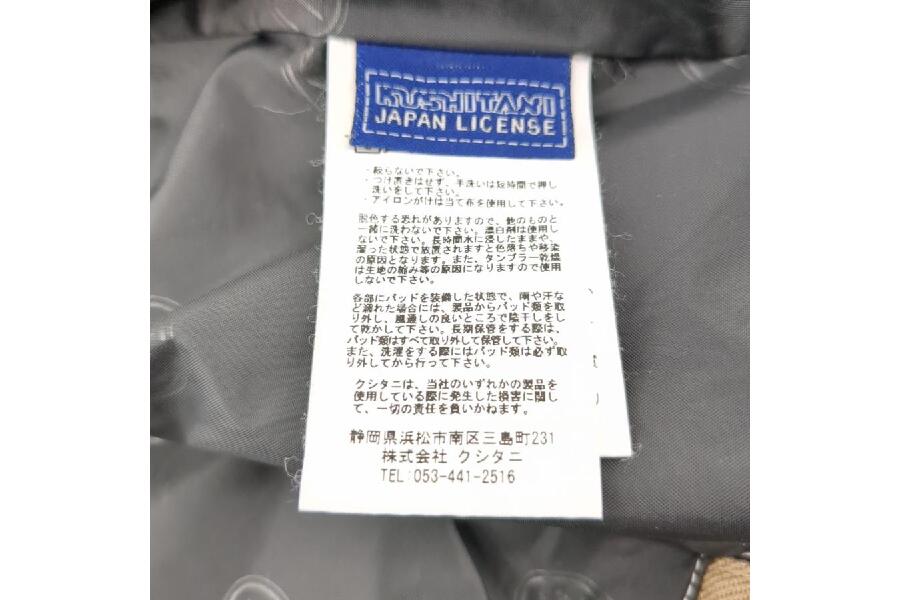 KUSHITANI
JAPAN LICENSE
・絞らないで下さい。
・つけ置きはせず、手洗いは短時間で押し
洗いをして下さい。
・アイロンがけは当て布を使用して下さい。
脱色する恐れがありますので、他のものと
一緒に洗わないで下さい。漂白剤は使用し
ないで下さい。長時間水に浸したままや、
湿った状態で放置されますと色落ちや移染
の原因となります。また、タンブラー乾燥
は生地の縮み等の原因になりますので使用
しないで下さい。
各部にパッドを装備した状態で、雨や汗な
ど濡れた場合には、製品からパッド類を取
り外し、風通しの良いところで陰干しをし
て乾かして下さい。長期保管をする際は、
パッド類はすべて取り外して保管して下さい。
また、洗濯をする際にはパッド類は必ず取
り外してから行って下さい。
クシタニは、当社のいずれかの製品を
使用している際に発生した損害に関し
て、一切の責任を負いかねます。
静岡県浜松市南区三島町231
株式会社 クシタニ
TEL:053-441-2516